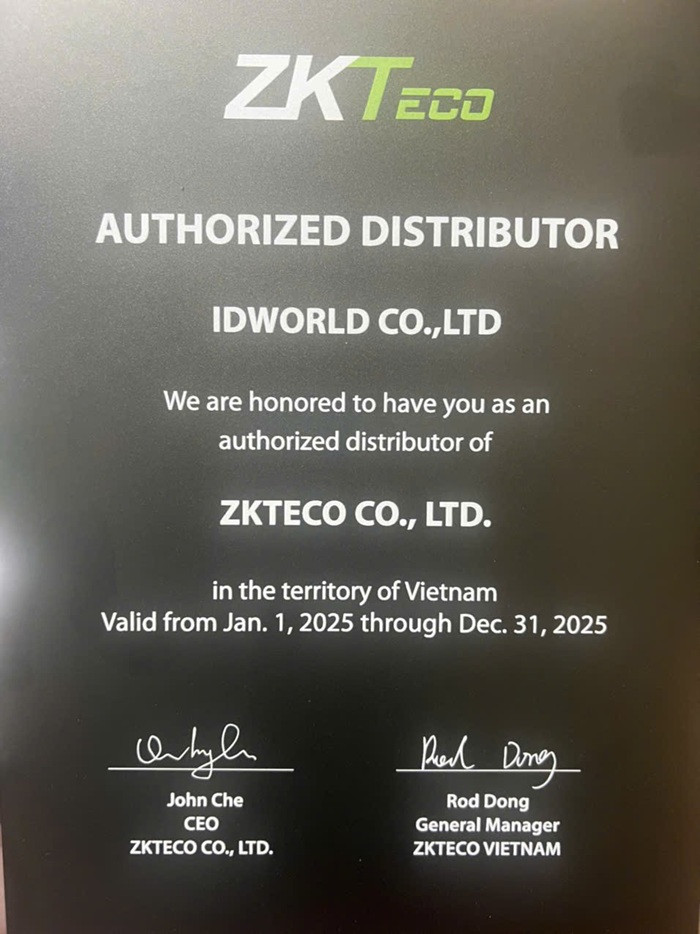 ZKTECO
AUTHORIZED DISTRIBUTOR
IDWORLD CO.,LTD
We are honored to have you as an
authorized distributor of
ZKTECO CO., LTD.
in the territory of Vietnam
Valid from Jan. 1, 2025 through Dec. 31, 2025
Rod Dong
John Che
CEO
ZKTECO CO., LTD.
Rod Dong
General Manager
ZKTECO VIETNAM